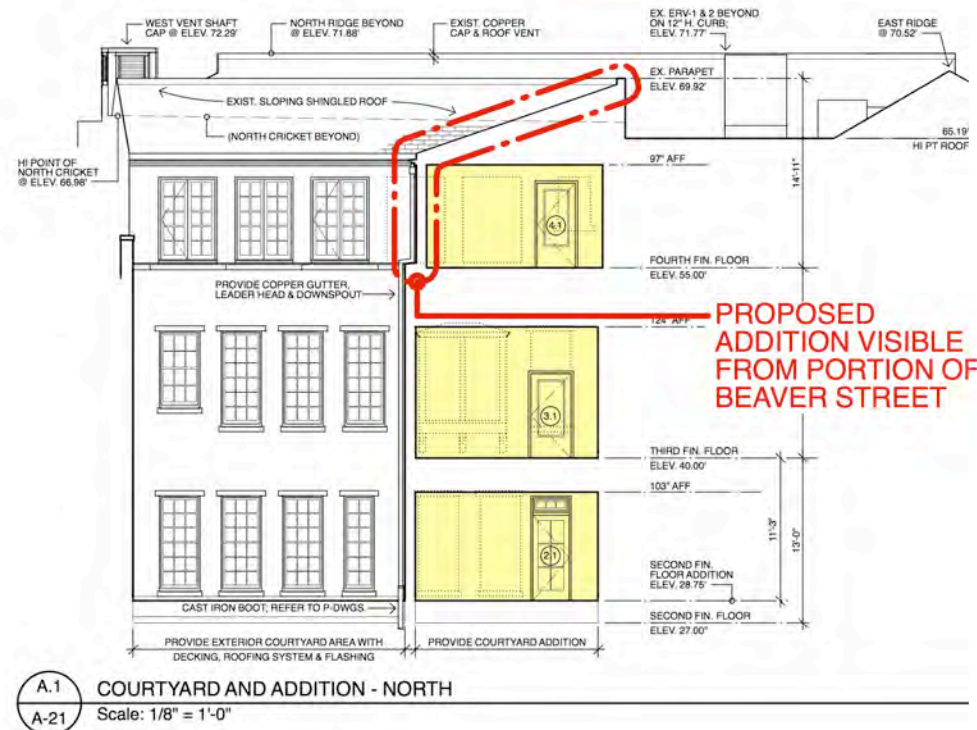 WEST VENT SHAFT
CAP @ ELEV. 72.29'
NORTH RIDGE BEYOND
@ ELEV. 71.88'
EXIST. COPPER
CAP & ROOF VENT
EX. ERV-1 & 2 BEYOND
ON 12" H. CURB;
ELEV. 71.77'
EAST RIDGE
@ 70.52'
EX. PARAPET
ELEV. 69.92'
EXIST. SLOPING SHINGLED ROOF
(NORTH CRICKET BEYOND)
65.19'
HI PT ROOF
HI POINT OF
NORTH CRICKET
@ ELEV. 66.98'
97" AFF
14'-11"
4.1
FOURTH FIN. FLOOR
ELEV. 55.00'
PROVIDE COPPER GUTTER,
LEADER HEAD & DOWNSPOUT
124" AFF
PROPOSED
ADDITION VISIBLE
FROM PORTION OF
BEAVER STREET
3.1
THIRD FIN. FLOOR
ELEV. 40.00'
103" AFF
11'-3"
13'-0"
2.1
SECOND FIN.
FLOOR ADDITION
ELEV. 28.75'
CAST IRON BOOT; REFER TO P-DWGS.
SECOND FIN. FLOOR
ELEV. 27.00"
PROVIDE EXTERIOR COURTYARD AREA WITH
DECKING, ROOFING SYSTEM & FLASHING
PROVIDE COURTYARD ADDITION
A.1
A-21
COURTYARD AND ADDITION - NORTH
Scale: 1/8" = 1'-0"